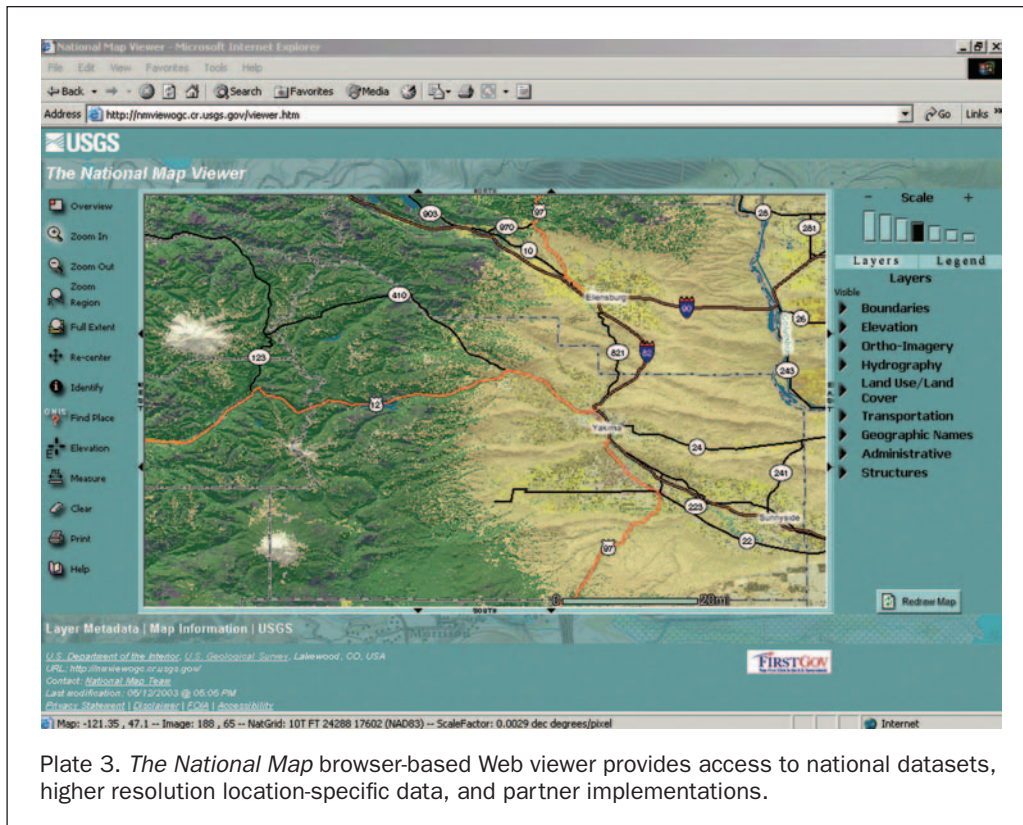 National Map Viewer - Microsoft Internet Explorer
File Edit View Favorites Tools Help
Back Search Favorites Media
Address http://nmviewogc.cr.usgs.gov/viewer.htm Go Links
USGS
The National Map Viewer
Overview
Zoom In
Zoom Out
Zoom
Region
Full Extent
Re-center
Identify
Find Place
Elevation
Measure
Clear
Print
Help
NORTH
903
970
97
10
28
281
410
Ellensburg
90
26
123
821
82
243
12
Yakima
24
241
223
Sunnyside
22
97
0 20mi
SOUTH
- Scale +
Layers Legend
Layers
Visible
Boundaries
Elevation
Ortho-Imagery
Hydrography
Land Use/Land
Cover
Transportation
Geographic Names
Administrative
Structures
Redraw Map
Layer Metadata | Map Information | USGS
U.S. Department of the Interior, U.S. Geological Survey, Lakewood, CO, USA
URL: http://nmviewogc.cr.usgs.gov/
Contact: National Map Team
Last modification: 06/12/2003 @ 06:06 PM
Privacy Statement | Disclaimer | FOIA | Accessibility
FIRSTGOV
Map: -121.35 , 47.1 -- Image: 188 , 65 -- NatGrid: 10T FT 24288 17602 (NAD83) -- ScaleFactor: 0.0029 dec degrees/pixel Internet
Plate 3. The National Map browser-based Web viewer provides access to national datasets,
higher resolution location-specific data, and partner implementations.